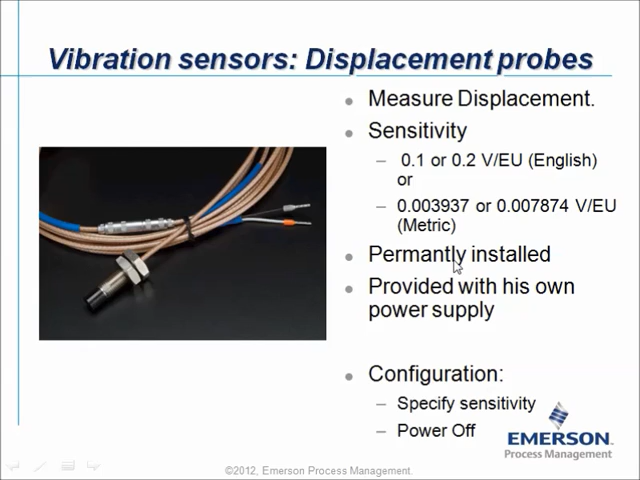 Vibration sensors: Displacement probes
Measure Displacement.
Sensitivity
0.1 or 0.2 V/EU (English)
or
0.003937 or 0.007874 V/EU
(Metric)
Permantly installed
Provided with his own
power supply
Configuration:
Specify sensitivity
Power Off
EMERSON
Process Management
©2012, Emerson Process Management.